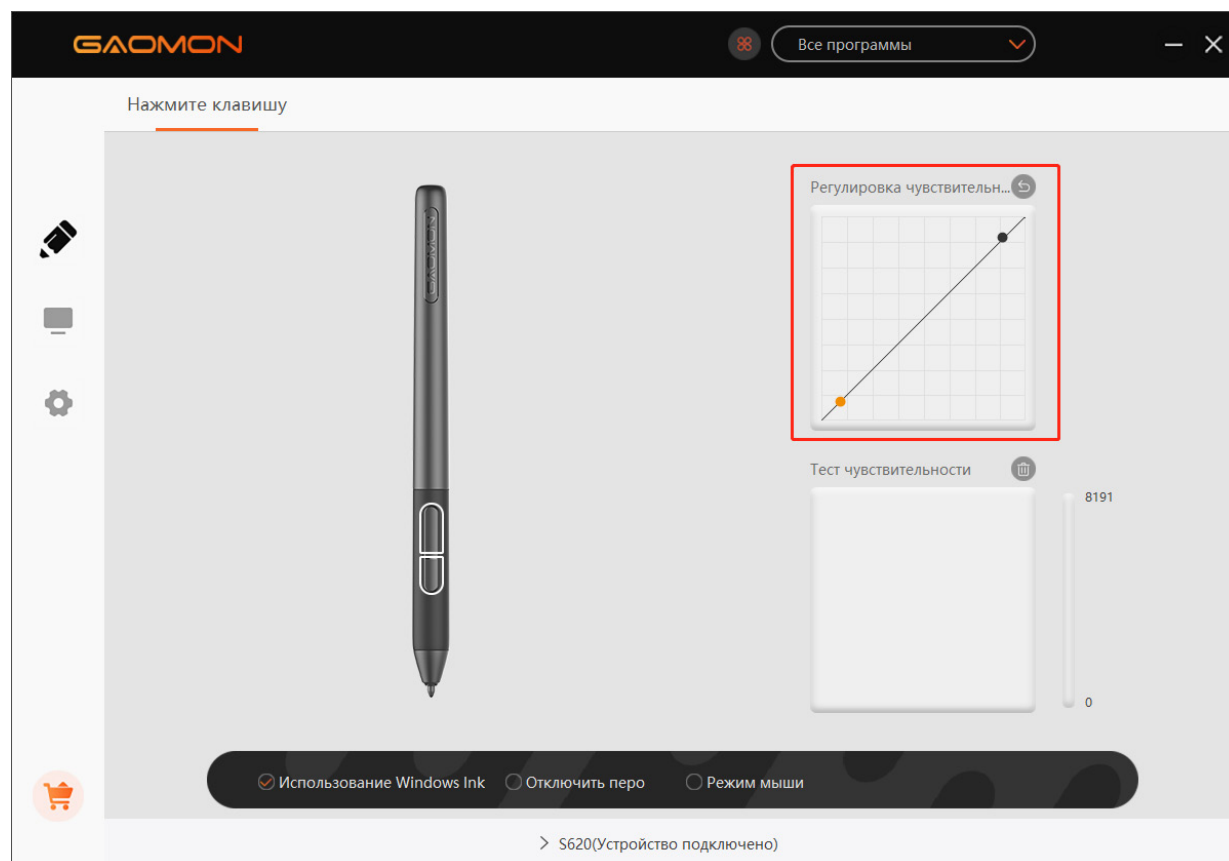 GAOMON
Все программы
Нажмите клавишу
Регулировка чувствительн...
GAOMON
Тест чувствительности
8191
0
Использование Windows Ink
Отключить перо
Режим мыши
S620(Устройство подключено)